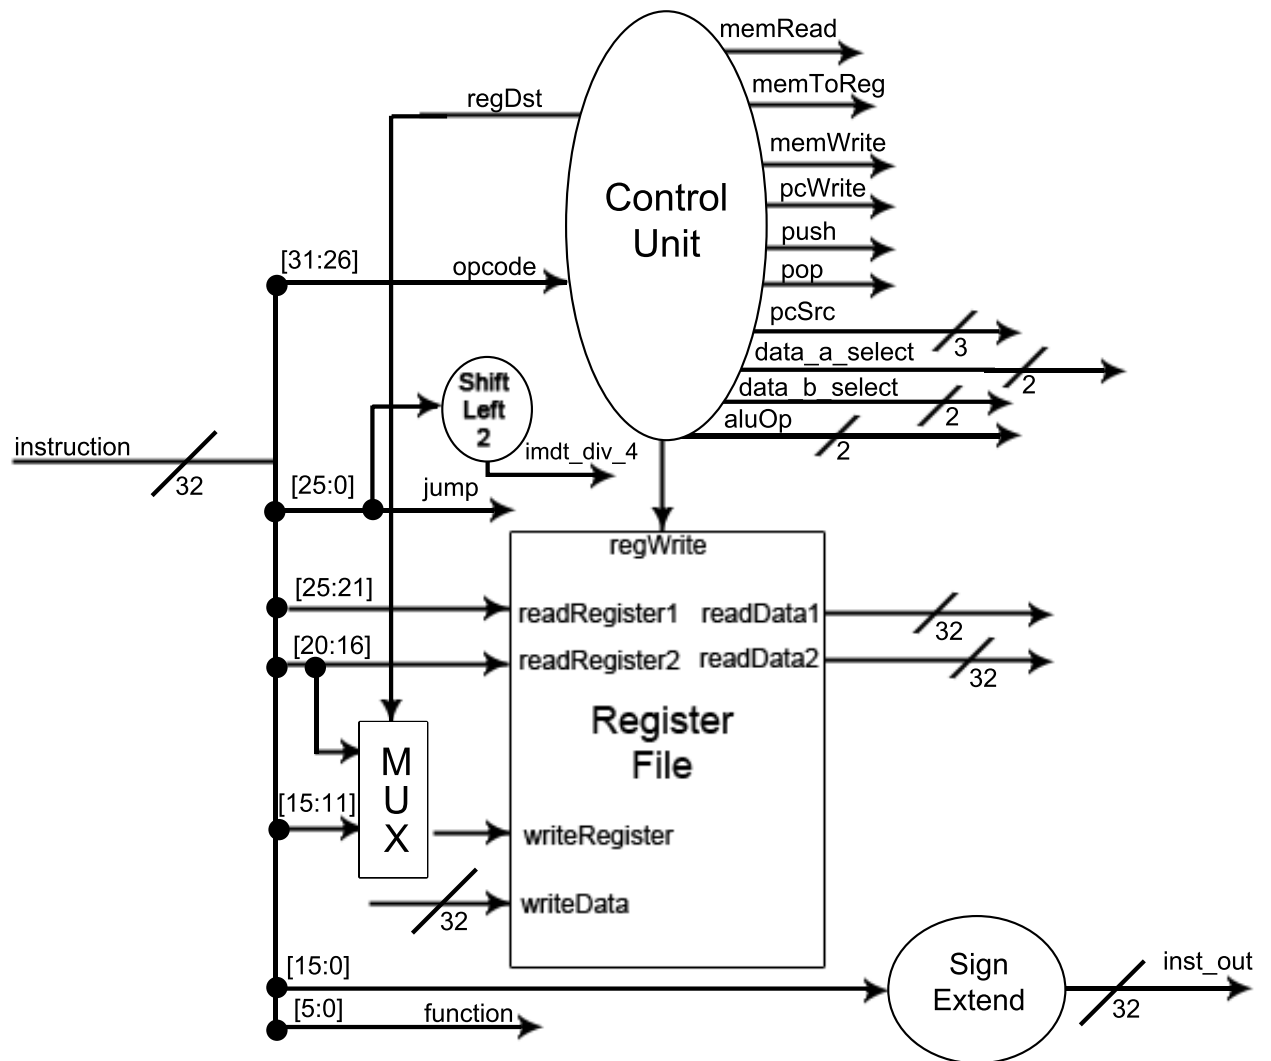 memRead
memToReg
regDst
memWrite
Control
Unit
pcWrite
push
pop
[31:26]
opcode
pcSrc
3
data_a_select
2
data_b_select
2
aluOp
2
Shift
Left
2
imdt_div_4
instruction
32
[25:0]
jump
regWrite
[25:21]
readRegister1
readData1
32
[20:16]
readRegister2
readData2
32
Register
File
M
U
X
[15:11]
writeRegister
writeData
32
[15:0]
Sign
Extend
inst_out
32
[5:0]
function